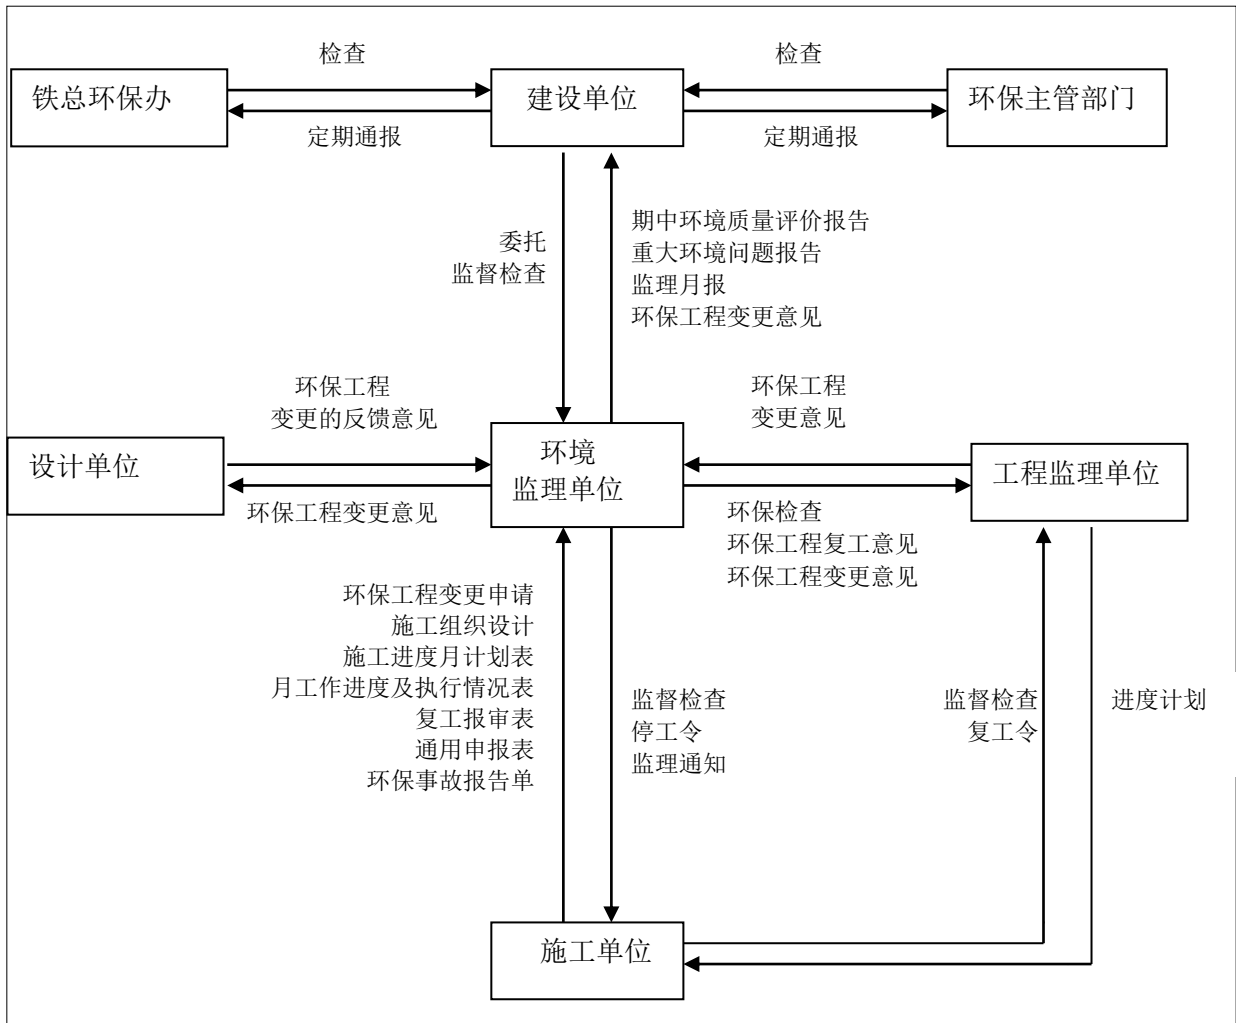 检查
检查
铁总环保办
建设单位
环保主管部门
定期通报
定期通报
委托
监督检查
期中环境质量评价报告
重大环境问题报告
监理月报
环保工程变更意见
环保工程
变更的反馈意见
环保工程
变更意见
设计单位
环境
监理单位
工程监理单位
环保工程变更意见
环保检查
环保工程复工意见
环保工程变更意见
环保工程变更申请
施工组织设计
施工进度月计划表
月工作进度及执行情况表
复工报审表
通用申报表
环保事故报告单
监督检查
停工令
监理通知
监督检查
复工令
进度计划
施工单位